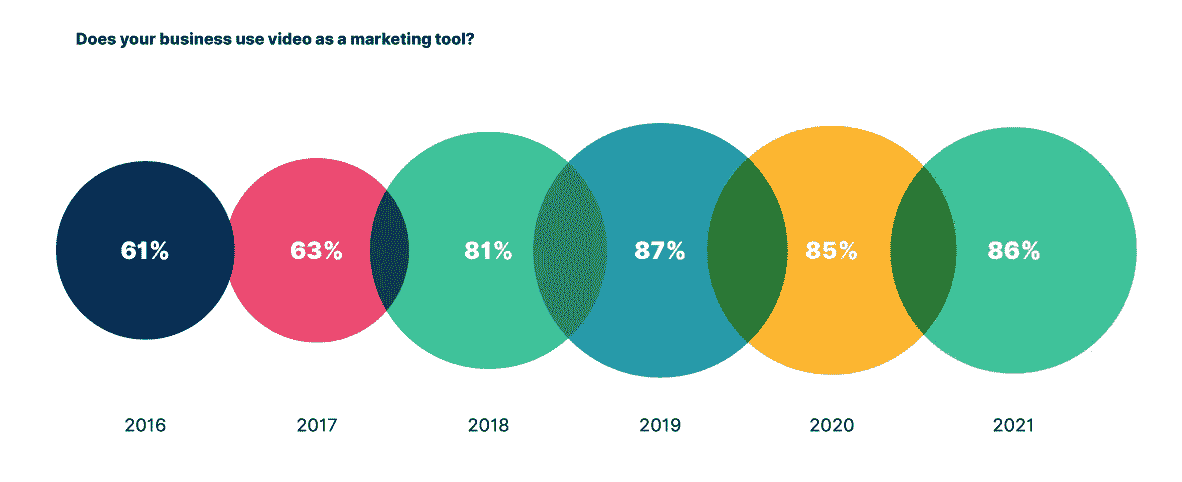 Does your business use video as a marketing tool?
61% 63% 81% 87% 85% 86%
2016 2017 2018 2019 2020 2021